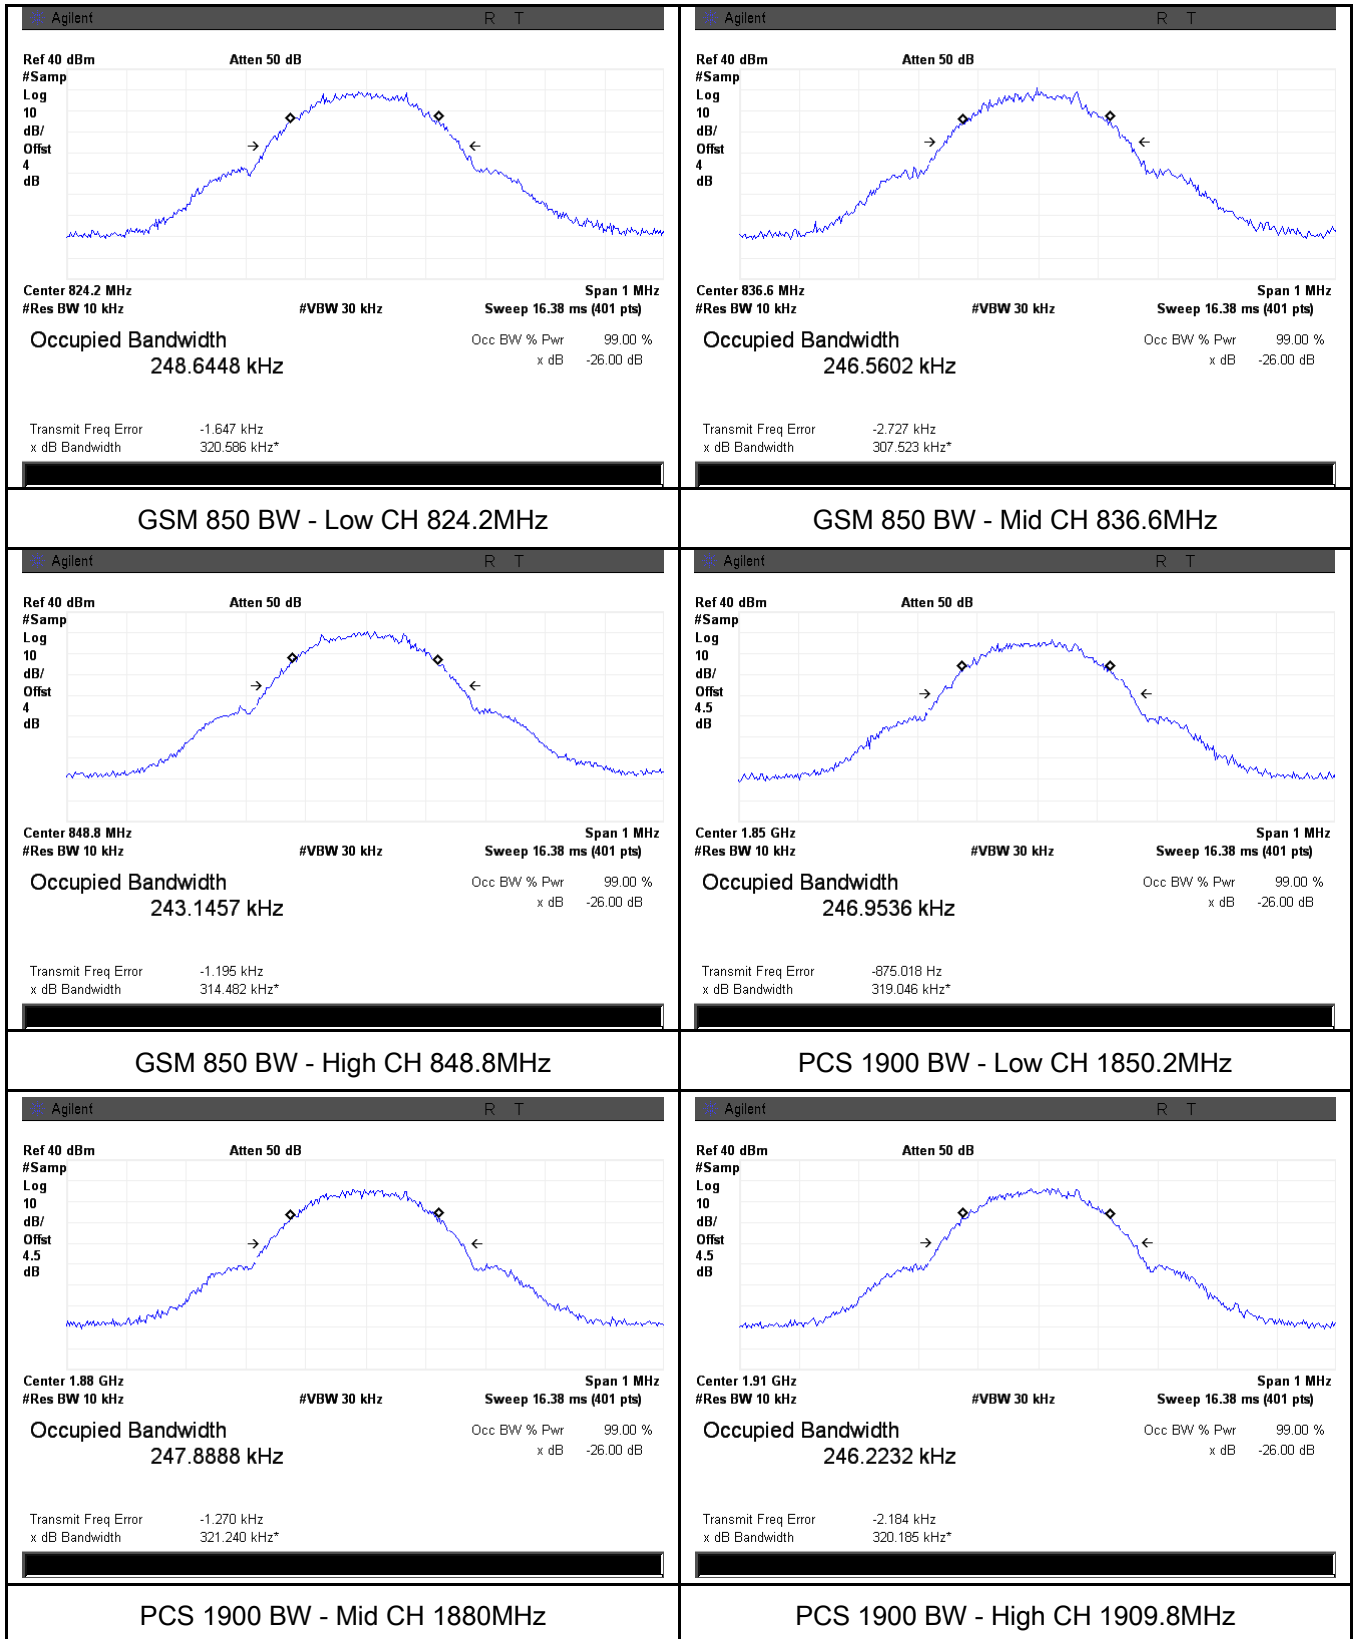 Agilent R T
Ref 40 dBm Atten 50 dB
#Samp
Log
10
dB/
Offst
4
dB
Center 824.2 MHz Span 1 MHz
#Res BW 10 kHz #VBW 30 kHz Sweep 16.38 ms (401 pts)
Occupied Bandwidth Occ BW % Pwr 99.00 %
248.6448 kHz x dB -26.00 dB
Transmit Freq Error -1.647 kHz
x dB Bandwidth 320.586 kHz*
GSM 850 BW - Low CH 824.2MHz
Agilent R T
Ref 40 dBm Atten 50 dB
#Samp
Log
10
dB/
Offst
4
dB
Center 836.6 MHz Span 1 MHz
#Res BW 10 kHz #VBW 30 kHz Sweep 16.38 ms (401 pts)
Occupied Bandwidth Occ BW % Pwr 99.00 %
246.5602 kHz x dB -26.00 dB
Transmit Freq Error -2.727 kHz
x dB Bandwidth 307.523 kHz*
GSM 850 BW - Mid CH 836.6MHz
Agilent R T
Ref 40 dBm Atten 50 dB
#Samp
Log
10
dB/
Offst
4
dB
Center 848.8 MHz Span 1 MHz
#Res BW 10 kHz #VBW 30 kHz Sweep 16.38 ms (401 pts)
Occupied Bandwidth Occ BW % Pwr 99.00 %
243.1457 kHz x dB -26.00 dB
Transmit Freq Error -1.195 kHz
x dB Bandwidth 314.482 kHz*
GSM 850 BW - High CH 848.8MHz
Agilent R T
Ref 40 dBm Atten 50 dB
#Samp
Log
10
dB/
Offst
4.5
dB
Center 1.85 GHz Span 1 MHz
#Res BW 10 kHz #VBW 30 kHz Sweep 16.38 ms (401 pts)
Occupied Bandwidth Occ BW % Pwr 99.00 %
246.9536 kHz x dB -26.00 dB
Transmit Freq Error -875.018 Hz
x dB Bandwidth 319.046 kHz*
PCS 1900 BW - Low CH 1850.2MHz
Agilent R T
Ref 40 dBm Atten 50 dB
#Samp
Log
10
dB/
Offst
4.5
dB
Center 1.88 GHz Span 1 MHz
#Res BW 10 kHz #VBW 30 kHz Sweep 16.38 ms (401 pts)
Occupied Bandwidth Occ BW % Pwr 99.00 %
247.8888 kHz x dB -26.00 dB
Transmit Freq Error -1.270 kHz
x dB Bandwidth 321.240 kHz*
PCS 1900 BW - Mid CH 1880MHz
Agilent R T
Ref 40 dBm Atten 50 dB
#Samp
Log
10
dB/
Offst
4.5
dB
Center 1.91 GHz Span 1 MHz
#Res BW 10 kHz #VBW 30 kHz Sweep 16.38 ms (401 pts)
Occupied Bandwidth Occ BW % Pwr 99.00 %
246.2232 kHz x dB -26.00 dB
Transmit Freq Error -2.184 kHz
x dB Bandwidth 320.185 kHz*
PCS 1900 BW - High CH 1909.8MHz